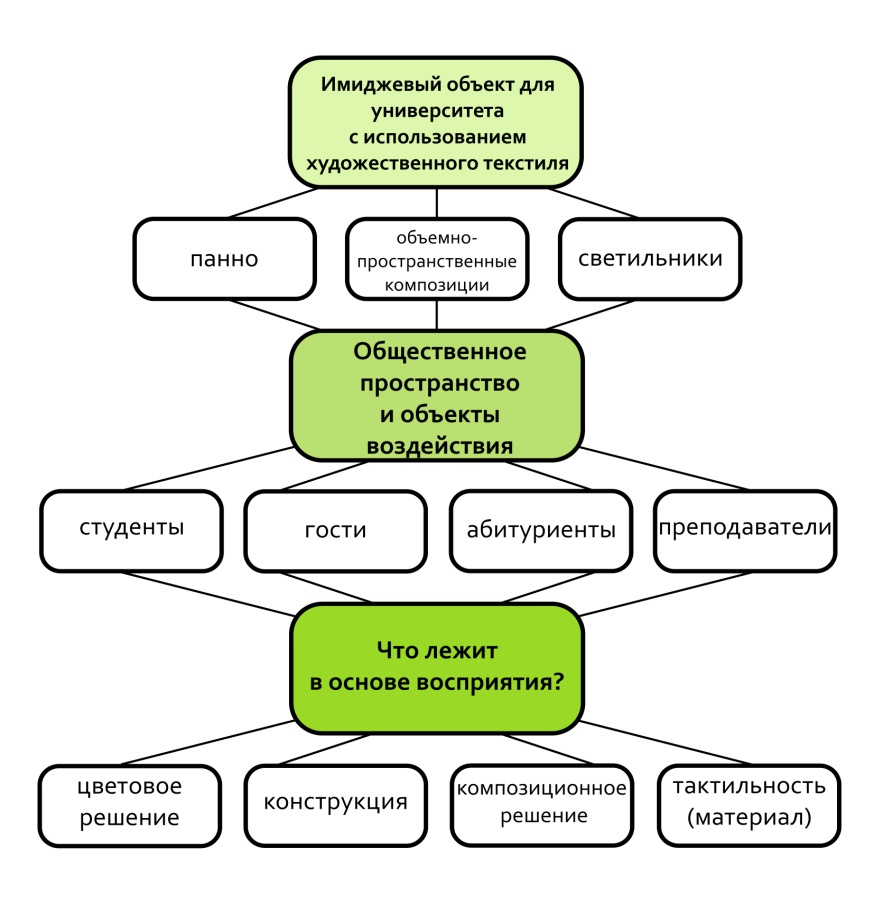 Имиджевый объект для
университета
с использованием
художественного текстиля
панно
объемно-
пространственные
композиции
светильники
Общественное
пространство
и объекты
воздействия
студенты
гости
абитуриенты
преподаватели
Что лежит
в основе восприятия?
цветовое
решение
конструкция
композиционное
решение
тактильность
(материал)